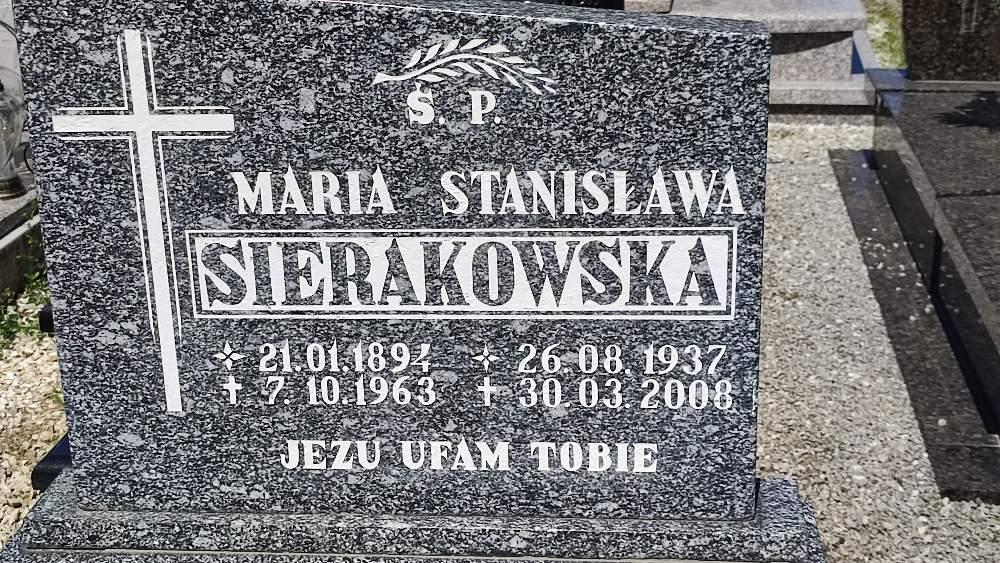 Ś. P.
MARIA STANISŁAWA
SIERAKOWSKA
21.01.1894 26.08.1937
7.10.1963 30.03.2008
JEZU UFAM TOBIE